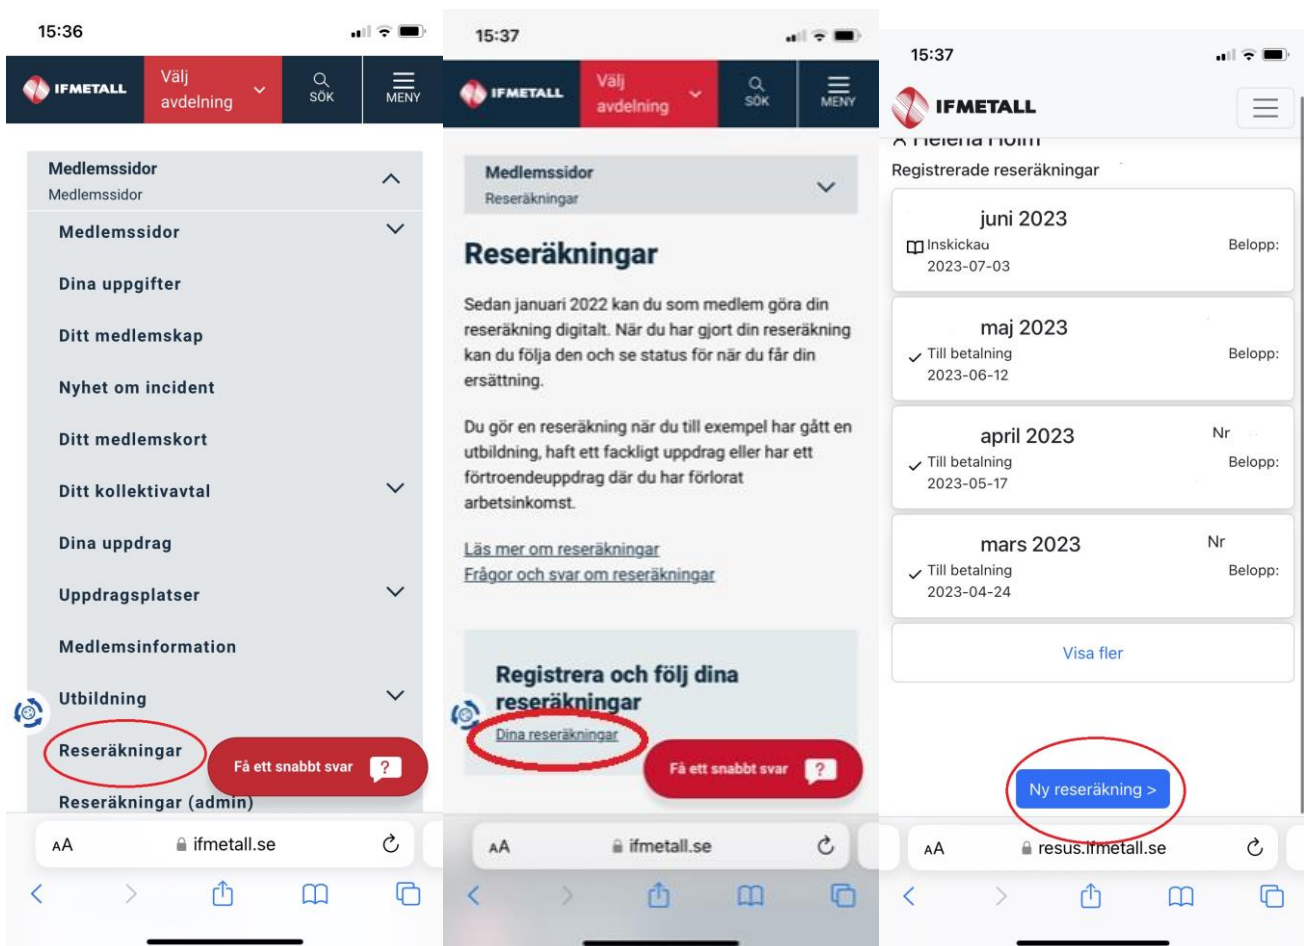 15:36
IFMETALL
Välj
avdelning
SÖK
MENY
Medlemssidor
Medlemssidor
Medlemssidor
Dina uppgifter
Ditt medlemskap
Nyhet om incident
Ditt medlemskort
Ditt kollektivavtal
Dina uppdrag
Uppdragsplatser
Medlemsinformation
Utbildning
Reseräkningar
Få ett snabbt svar
?
Reseräkningar (admin)
AA
ifmetall.se
15:37
IFMETALL
Välj
avdelning
SÖK
MENY
Medlemssidor
Reseräkningar
Reseräkningar
Sedan januari 2022 kan du som medlem göra din
reseräkning digitalt. När du har gjort din reseräkning
kan du följa den och se status för när du får din
ersättning.
Du gör en reseräkning när du till exempel har gått en
utbildning, haft ett fackligt uppdrag eller har ett
förtroendeuppdrag där du har förlorat
arbetsinkomst.
Läs mer om reseräkningar
Frågor och svar om reseräkningar
Registrera och följ dina
reseräkningar
Dina reseräkningar
Få ett snabbt svar
?
AA
ifmetall.se
15:37
IFMETALL
Helena Holm
Registrerade reseräkningar
juni 2023
Inskickad
Belopp:
2023-07-03
maj 2023
Till betalning
Belopp:
2023-06-12
april 2023
Nr
Till betalning
Belopp:
2023-05-17
mars 2023
Nr
Till betalning
Belopp:
2023-04-24
Visa fler
Ny reseräkning >
AA
resus.ifmetall.se